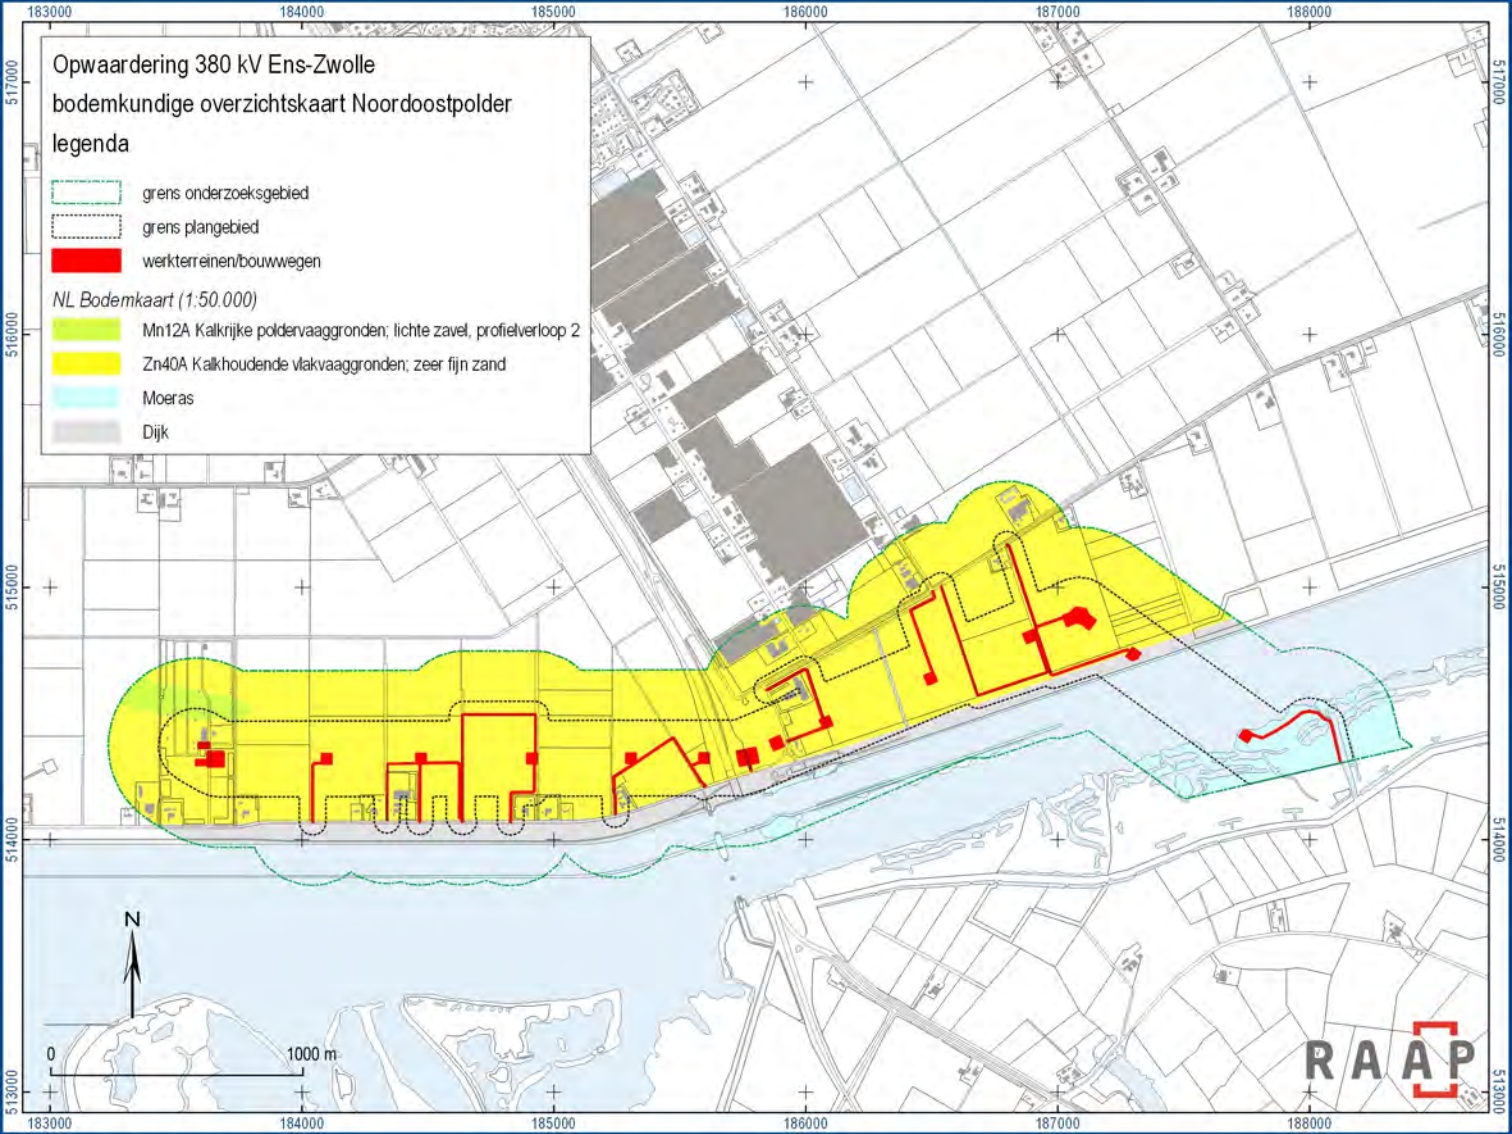 183000 184000 185000 186000 187000 188000
Opwaardering 380 kV Ens-Zwolle
bodemkundige overzichtskaart Noordoostpolder
legenda
grens onderzoeksgebied
grens plangebied
werkterreinen/bouwwegen
NL Bodemkaart (1:50.000)
Mn12A Kalkrijke poldervaaggronden; lichte zavel, profielverloop 2
Zn40A Kalkhoudende vlakvaaggronden; zeer fijn zand
Moeras
Dijk
517000 517000
516000 516000
515000 515000
514000 514000
N
0 1000 m
RAAP
513000 513000
183000 184000 185000 186000 187000 188000